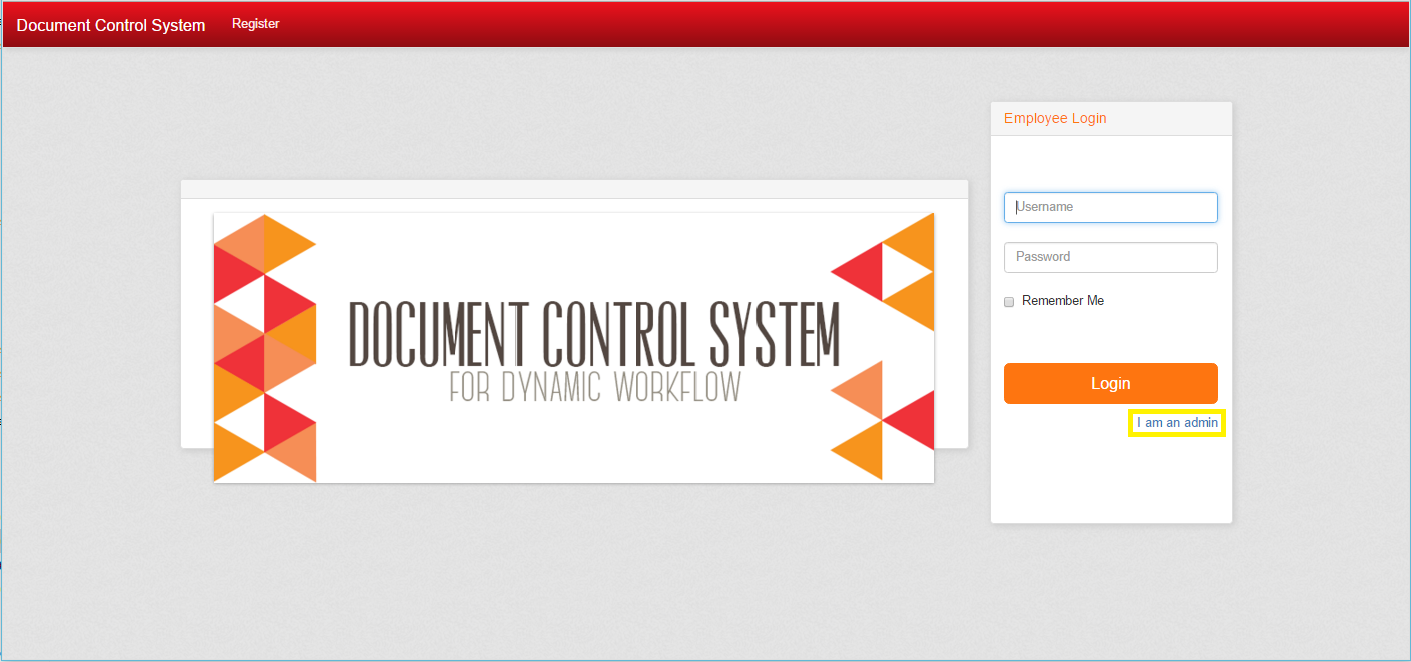 Document Control System Register
Employee Login
Username
Password
Remember Me
Login
I am an admin
DOCUMENT CONTROL SYSTEM
FOR DYNAMIC WORKFLOW